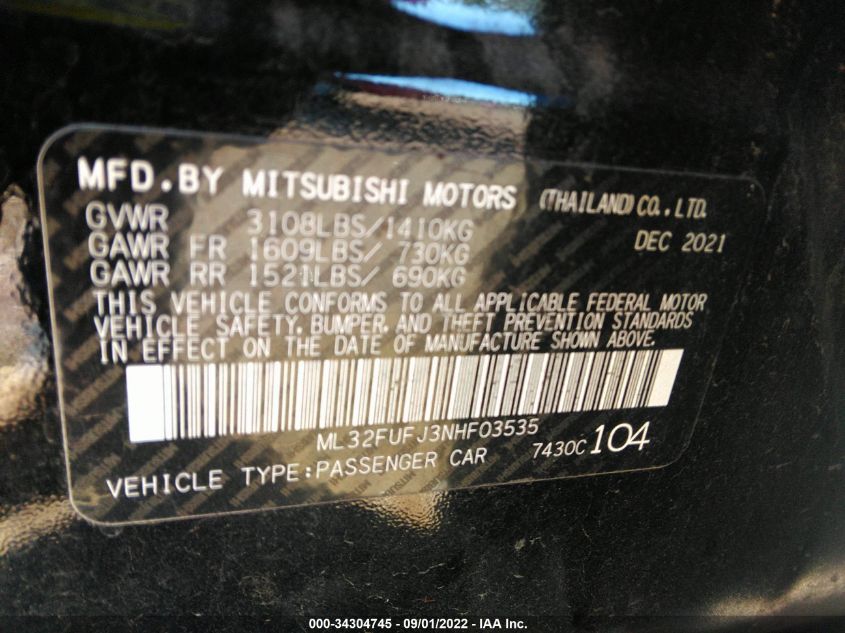 MFD.BY MITSUBISHI MOTORS (THAILAND) CO., LTD.
GVWR 3108LBS/1410KG DEC 2021
GAWR FR 1609LBS/ 730KG
GAWR RR 1521LBS/ 690KG
THIS VEHICLE CONFORMS TO ALL APPLICABLE FEDERAL MOTOR
VEHICLE SAFETY, BUMPER, AND THEFT PREVENTION STANDARDS
IN EFFECT ON THE DATE OF MANUFACTURE SHOWN ABOVE.
ML32FUFJ3NHF03535
VEHICLE TYPE:PASSENGER CAR 7430C 104
000-34304745 - 09/01/2022 - IAA Inc.